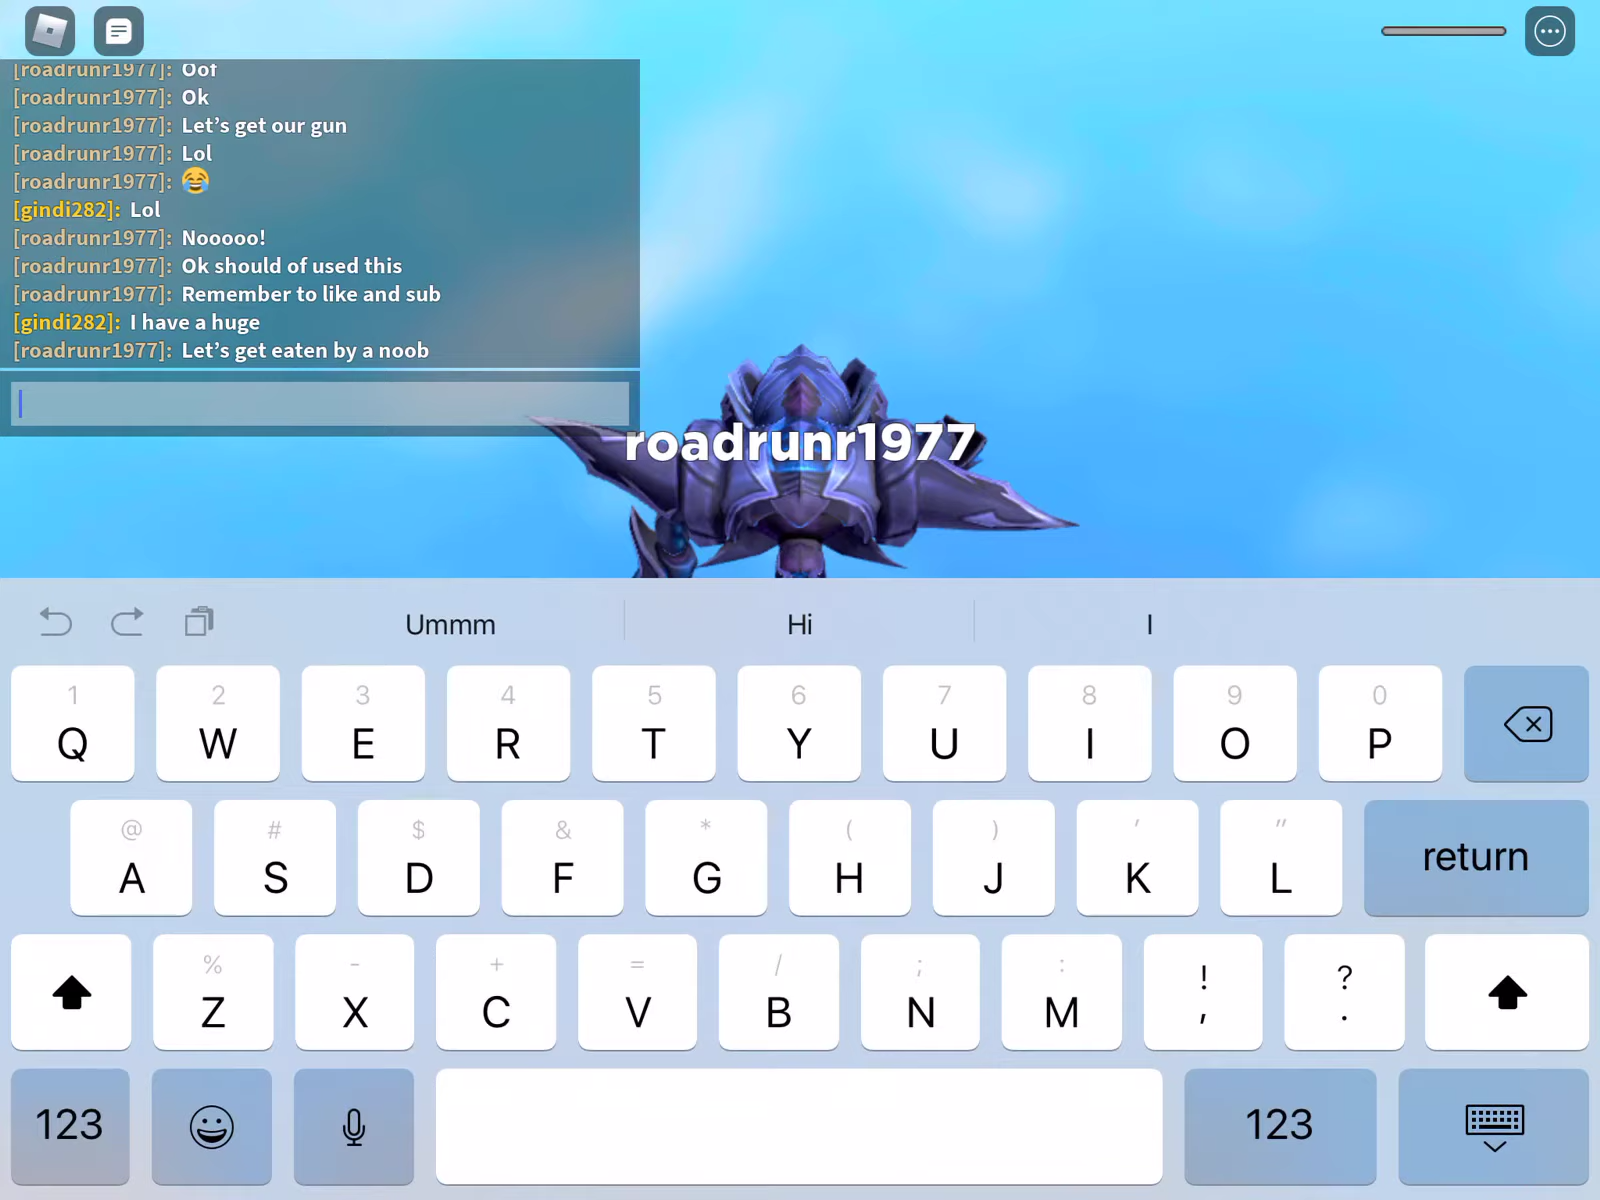 [roadrunr1977]: Oof
[roadrunr1977]: Ok
[roadrunr1977]: Let’s get our gun
[roadrunr1977]: Lol
[roadrunr1977]: 😂
[gindi282]: Lol
[roadrunr1977]: Nooooo!
[roadrunr1977]: Ok should of used this
[roadrunr1977]: Remember to like and sub
[gindi282]: I have a huge
[roadrunr1977]: Let’s get eaten by a noob
roadrunr1977
Ummm Hi I
1 2 3 4 5 6 7 8 9 0
Q W E R T Y U I O P
@ # $ & * ( ) ' "
A S D F G H J K L return
% - + = / ; : ! ?
Z X C V B N M , .
123 123